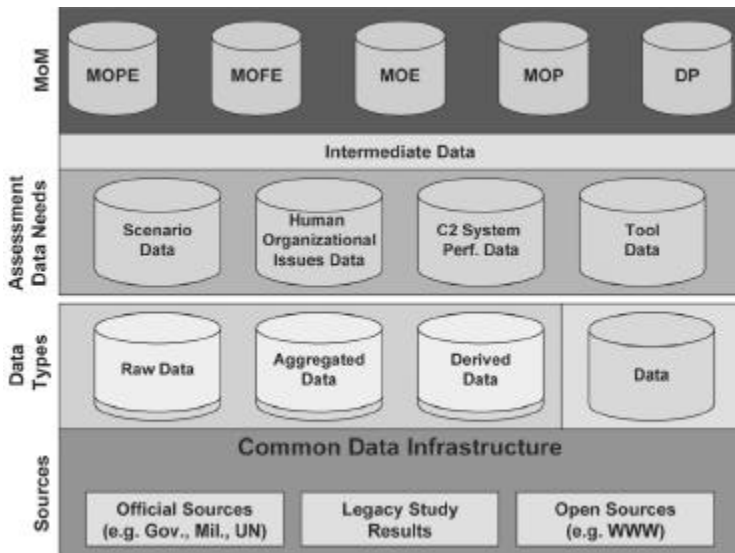 MoM
MOPE
MOFE
MOE
MOP
DP
Intermediate Data
Assessment
Data Needs
Scenario
Data
Human
Organizational
Issues Data
C2 System
Perf. Data
Tool
Data
Data
Types
Raw Data
Aggregated
Data
Derived
Data
Data
Sources
Common Data Infrastructure
Official Sources
(e.g. Gov., Mil., UN)
Legacy Study
Results
Open Sources
(e.g. WWW)